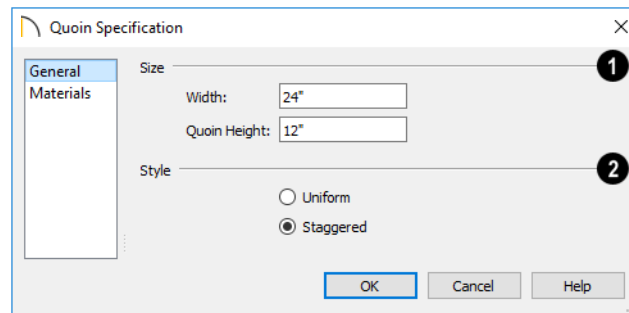 Quoin Specification
General
Materials
Size
1
Width: 24"
Quoin Height: 12"
Style
2
Uniform
Staggered
OK Cancel Help